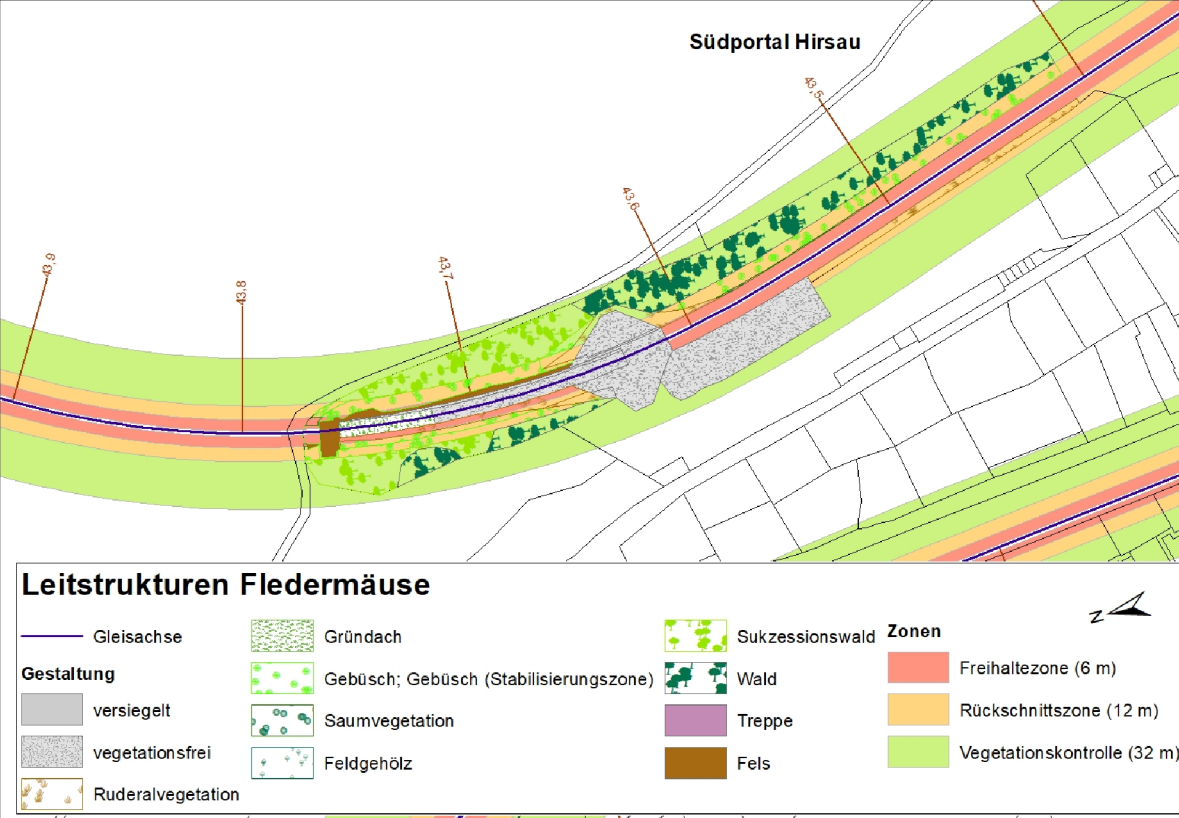 Südportal Hirsau
43,5
43,6
43,7
43,8
43,9
Leitstrukturen Fledermäuse
Gleisachse
Gestaltung
versiegelt
vegetationsfrei
Ruderalvegetation
Gründach
Gebüsch; Gebüsch (Stabilisierungszone)
Saumvegetation
Feldgehölz
Sukzessionswald
Wald
Treppe
Fels
N
Zonen
Freihaltezone (6 m)
Rückschnittszone (12 m)
Vegetationskontrolle (32 m)